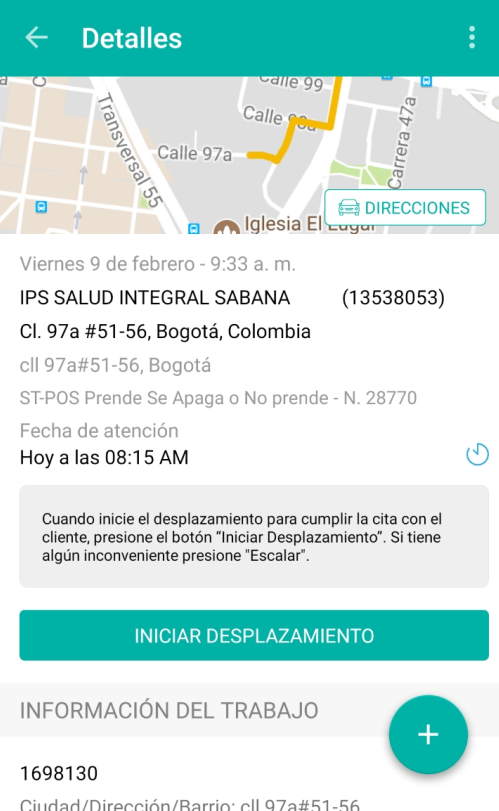 Detalles
Calle 99
Calle 98a
Calle 97a
Transversal 55
Carrera 47a
Iglesia El Lugar
DIRECCIONES
Viernes 9 de febrero - 9:33 a. m.
IPS SALUD INTEGRAL SABANA (13538053)
Cl. 97a #51-56, Bogotá, Colombia
cll 97a#51-56, Bogotá
ST-POS Prende Se Apaga o No prende - N. 28770
Fecha de atención
Hoy a las 08:15 AM
Cuando inicie el desplazamiento para cumplir la cita con el
cliente, presione el botón “Iniciar Desplazamiento”. Si tiene
algún inconveniente presione "Escalar".
INICIAR DESPLAZAMIENTO
INFORMACIÓN DEL TRABAJO
+
1698130
Ciudad/Dirección/Barrio: cll 97a#51-56